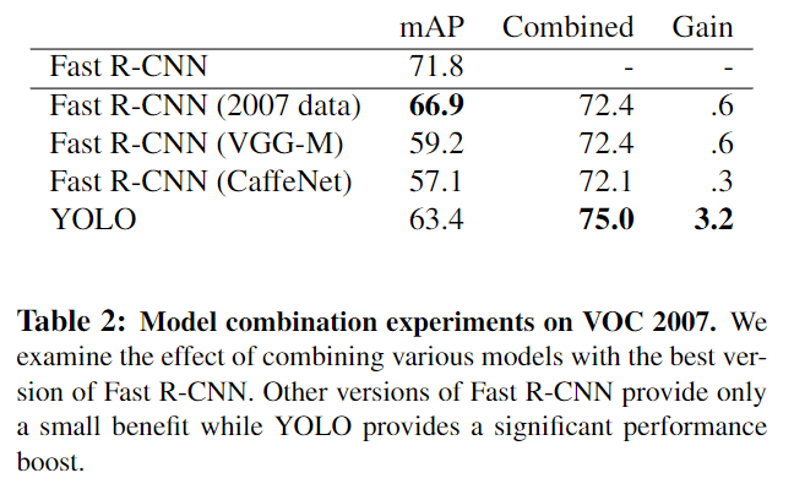 mAP Combined Gain
Fast R-CNN 71.8 - -
Fast R-CNN (2007 data) 66.9 72.4 .6
Fast R-CNN (VGG-M) 59.2 72.4 .6
Fast R-CNN (CaffeNet) 57.1 72.1 .3
YOLO 63.4 75.0 3.2
Table 2: Model combination experiments on VOC 2007. We
examine the effect of combining various models with the best ver-
sion of Fast R-CNN. Other versions of Fast R-CNN provide only
a small benefit while YOLO provides a significant performance
boost.